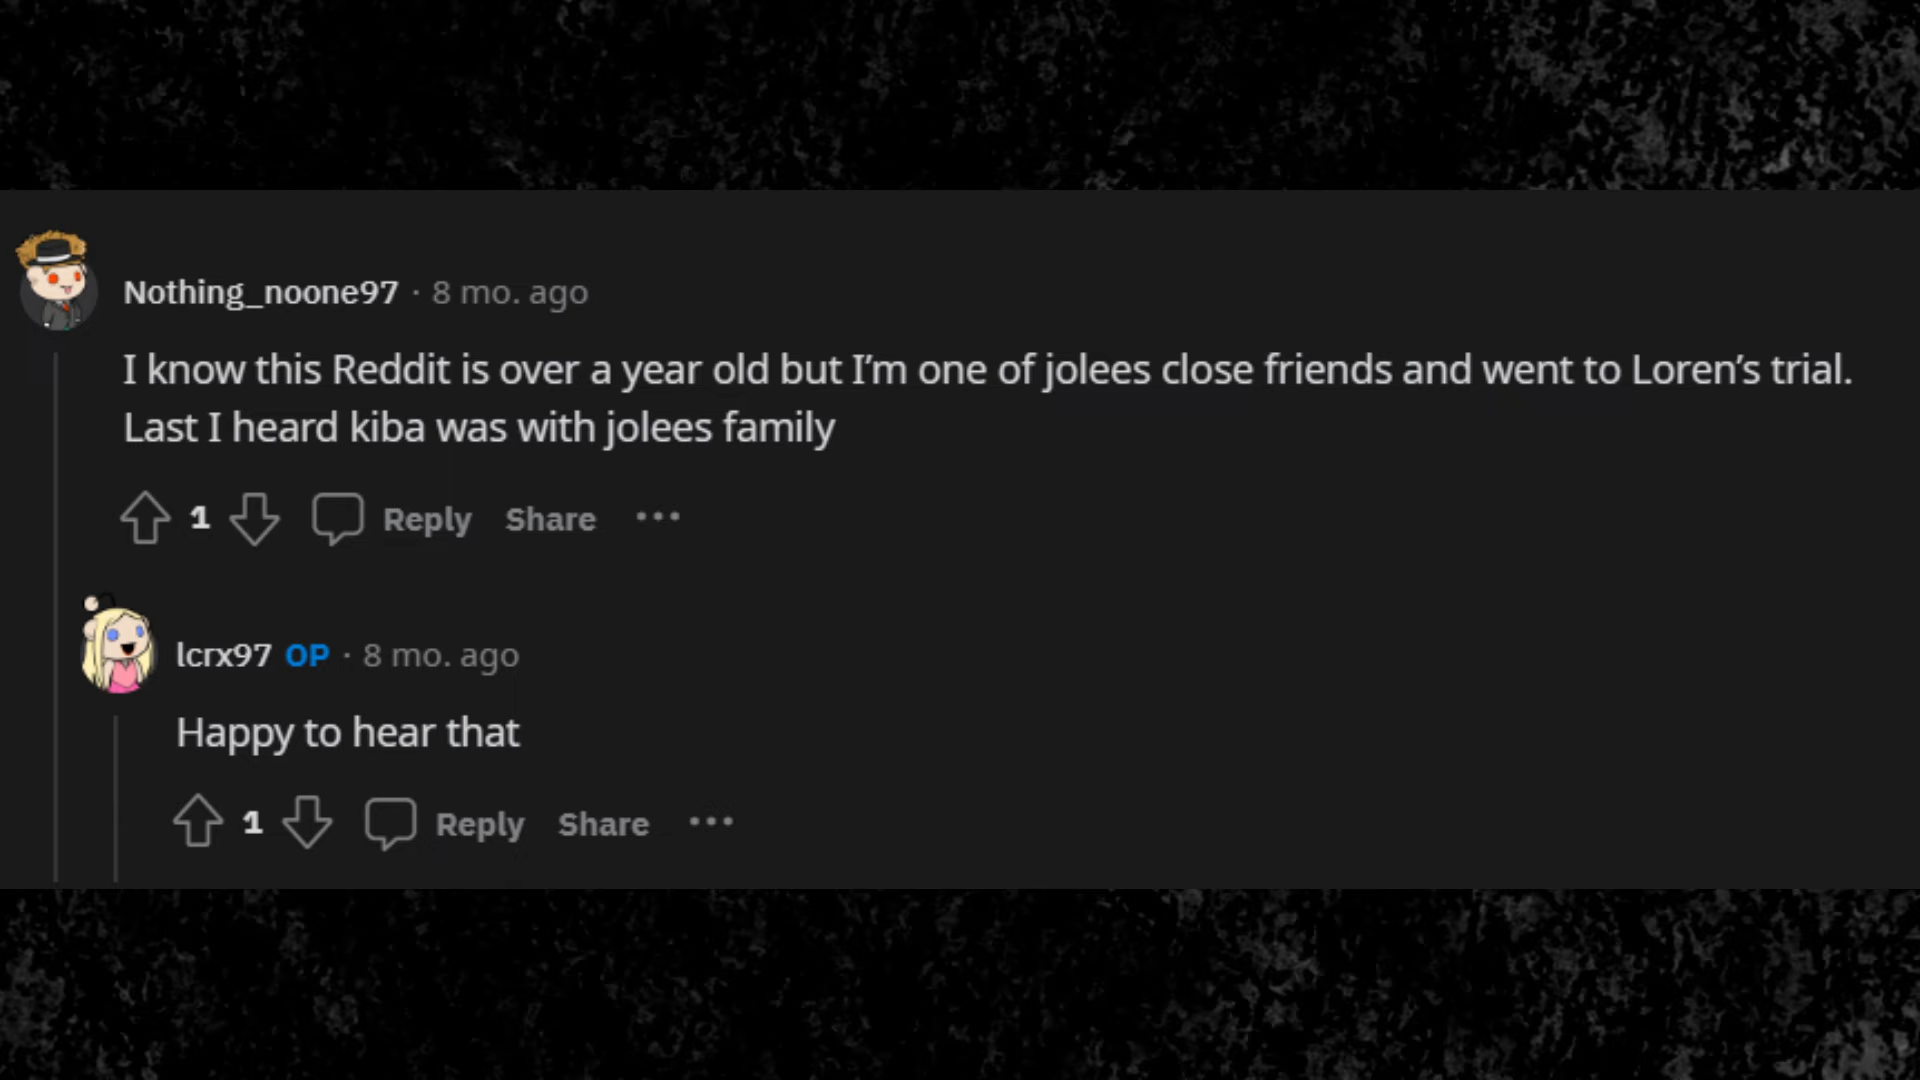 Nothing_noone97 · 8 mo. ago
I know this Reddit is over a year old but I’m one of jolees close friends and went to Loren’s trial.
Last I heard kiba was with jolees family
1 Reply Share ···
lcrx97 OP · 8 mo. ago
Happy to hear that
1 Reply Share ···